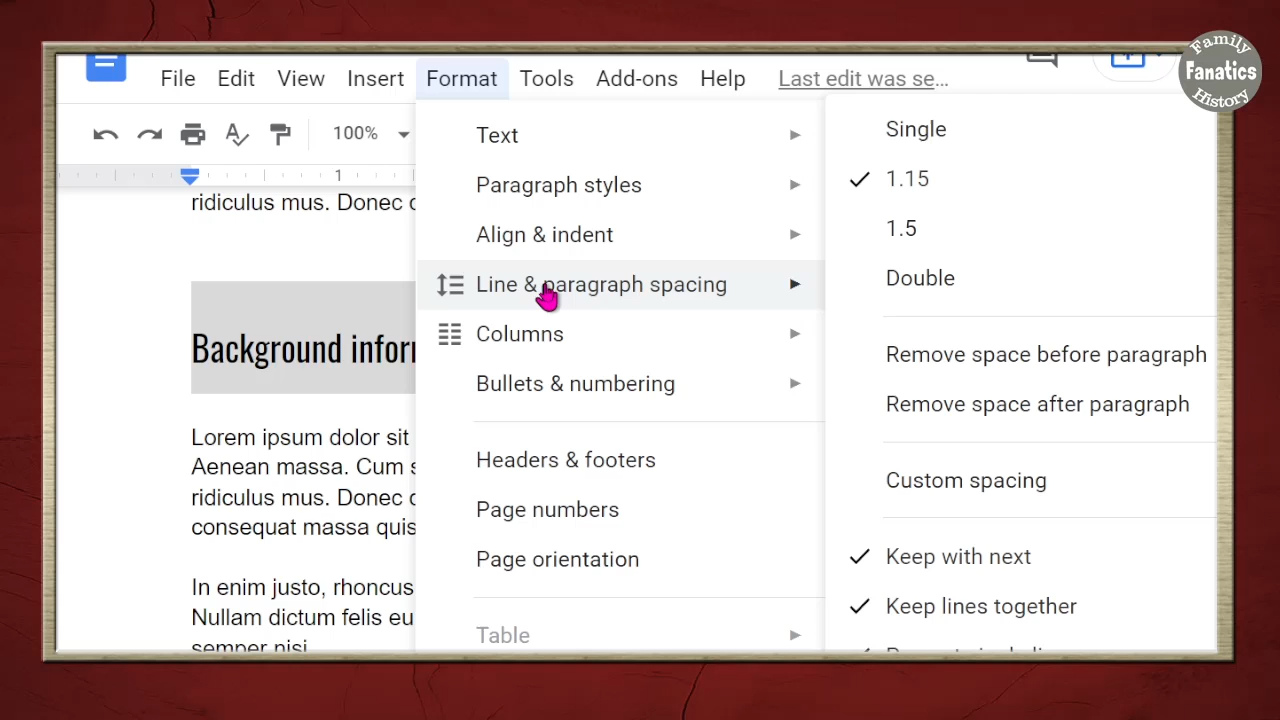 Family
Fanatics
History
File Edit View Insert Format Tools Add-ons Help Last edit was se...
100%
1
Text
Paragraph styles
Align & indent
Line & paragraph spacing
Columns
Bullets & numbering
Headers & footers
Page numbers
Page orientation
Table
Single
1.15
1.5
Double
Remove space before paragraph
Remove space after paragraph
Custom spacing
Keep with next
Keep lines together
ridiculus mus. Donec
Background
Lorem ipsum dolor sit
Aenean massa. Cum
ridiculus mus. Donec
consequat massa quis
In enim justo, rhoncus
Nullam dictum felis eu
semper nisi